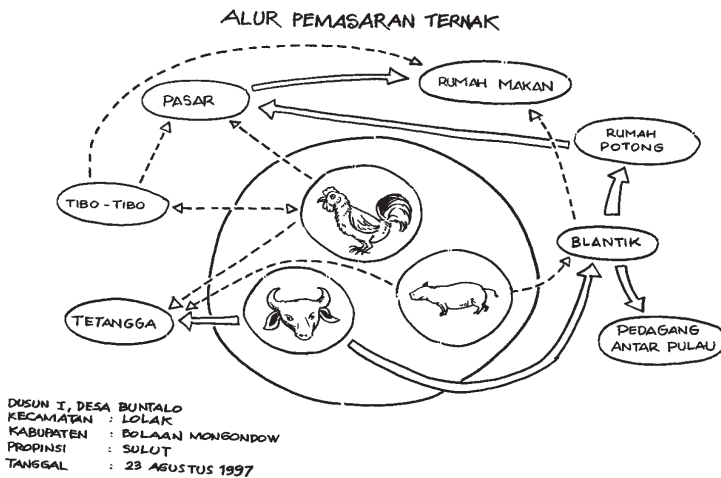 ALUR PEMASARAN TERNAK
RUMAH MAKAN
PASAR
RUMAH
POTONG
TIBO - TIBO
BLANTIK
TETANGGA
PEDAGANG
ANTAR PULAU
DUSUN I, DESA BUNTALO
KECAMATAN : LOLAK
KABUPATEN : BOLAAN MONGONDOW
PROPINSI : SULUT
TANGGAL : 23 AGUSTUS 1997